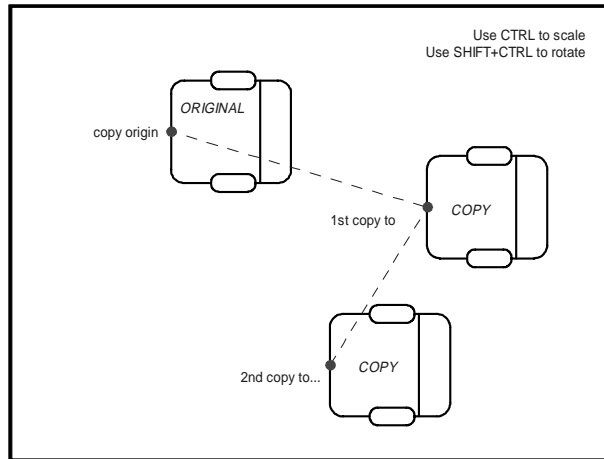 Use CTRL to scale
Use SHIFT+CTRL to rotate
ORIGINAL
copy origin
COPY
1st copy to
COPY
2nd copy to...